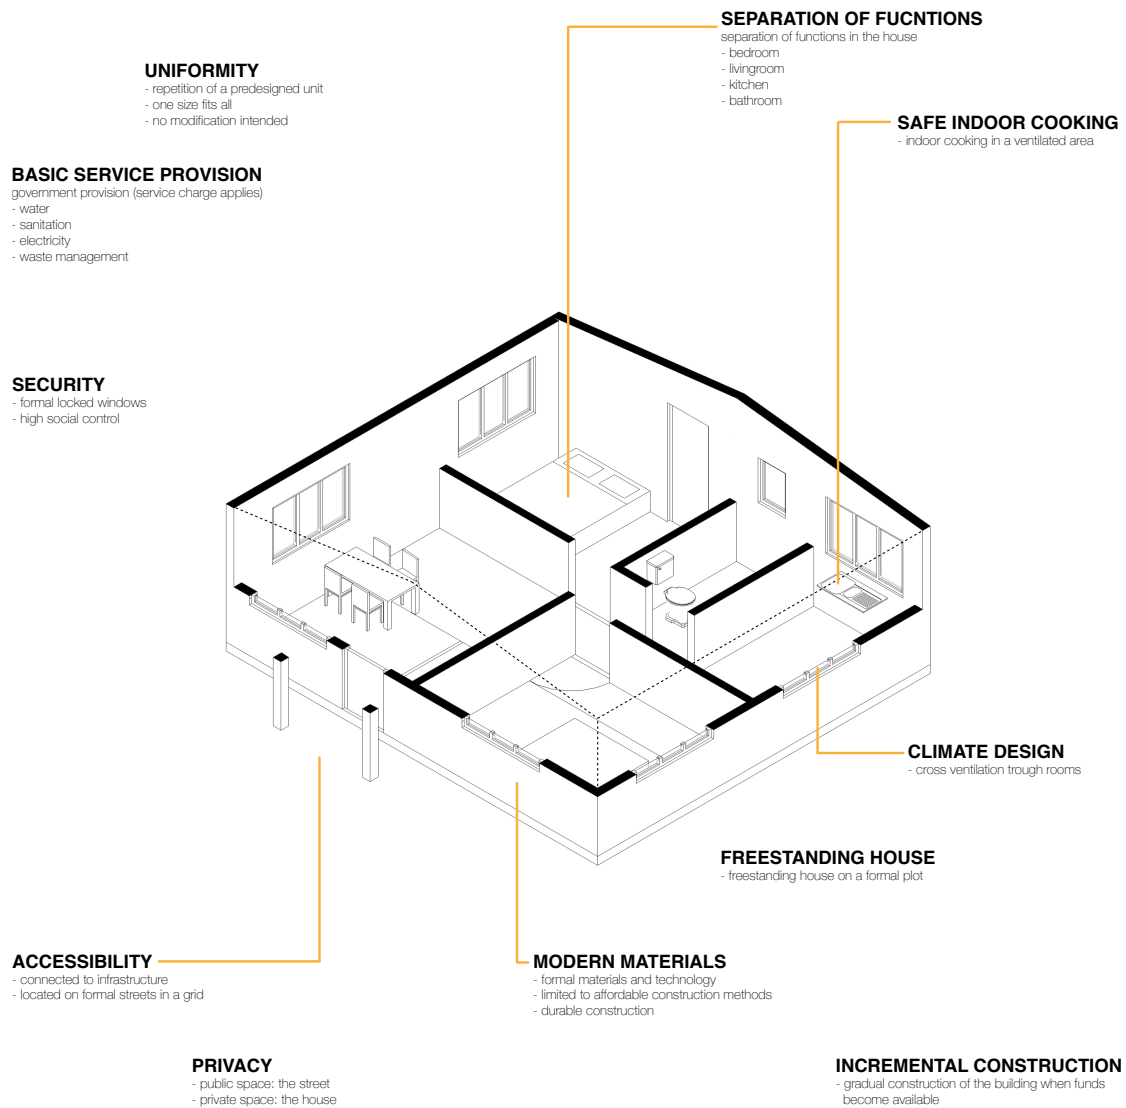 SEPARATION OF FUCNTIONS
separation of functions in the house
- bedroom
- livingroom
- kitchen
- bathroom
UNIFORMITY
- repetition of a predesigned unit
- one size fits all
- no modification intended
SAFE INDOOR COOKING
- indoor cooking in a ventilated area
BASIC SERVICE PROVISION
government provision (service charge applies)
- water
- sanitation
- electricity
- waste management
SECURITY
- formal locked windows
- high social control
CLIMATE DESIGN
- cross ventilation trough rooms
FREESTANDING HOUSE
- freestanding house on a formal plot
ACCESSIBILITY
- connected to infrastructure
- located on formal streets in a grid
MODERN MATERIALS
- formal materials and technology
- limited to affordable construction methods
- durable construction
PRIVACY
- public space: the street
- private space: the house
INCREMENTAL CONSTRUCTION
- gradual construction of the building when funds
become available